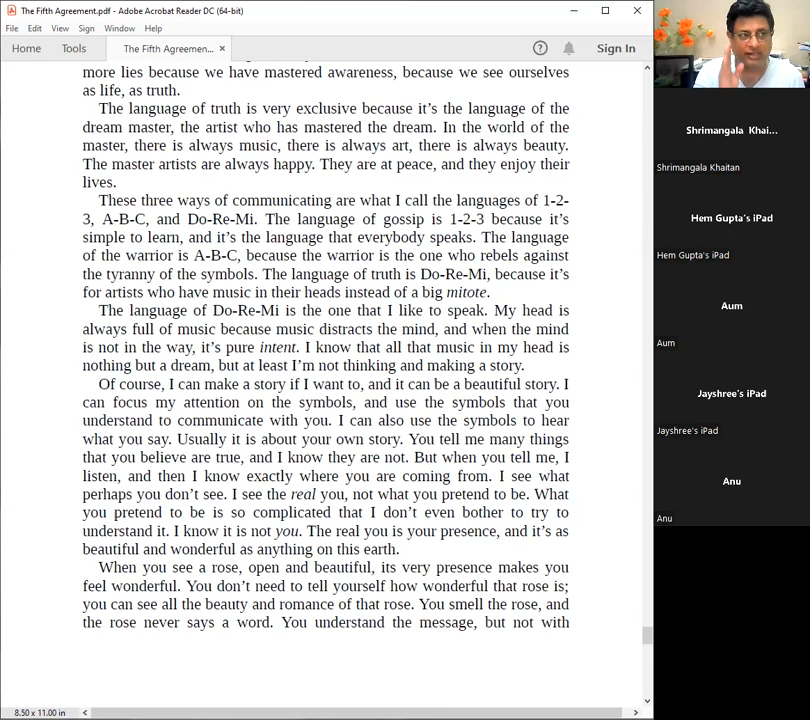 The Fifth Agreement.pdf - Adobe Acrobat Reader DC (64-bit)
File Edit View Sign Window Help
Home Tools The Fifth Agreemen... × Sign In
more lies because we have mastered awareness, because we see ourselves
as life, as truth.
The language of truth is very exclusive because it's the language of the
dream master, the artist who has mastered the dream. In the world of the
master, there is always music, there is always art, there is always beauty.
The master artists are always happy. They are at peace, and they enjoy their
lives.
These three ways of communicating are what I call the languages of 1-2-
3, A-B-C, and Do-Re-Mi. The language of gossip is 1-2-3 because it's
simple to learn, and it's the language that everybody speaks. The language
of the warrior is A-B-C, because the warrior is the one who rebels against
the tyranny of the symbols. The language of truth is Do-Re-Mi, because it's
for artists who have music in their heads instead of a big mitote.
The language of Do-Re-Mi is the one that I like to speak. My head is
always full of music because music distracts the mind, and when the mind
is not in the way, it's pure intent. I know that all that music in my head is
nothing but a dream, but at least I'm not thinking and making a story.
Of course, I can make a story if I want to, and it can be a beautiful story. I
can focus my attention on the symbols, and use the symbols that you
understand to communicate with you. I can also use the symbols to hear
what you say. Usually it is about your own story. You tell me many things
that you believe are true, and I know they are not. But when you tell me, I
listen, and then I know exactly where you are coming from. I see what
perhaps you don't see. I see the real you, not what you pretend to be. What
you pretend to be is so complicated that I don't even bother to try to
understand it. I know it is not you. The real you is your presence, and it's as
beautiful and wonderful as anything on this earth.
When you see a rose, open and beautiful, its very presence makes you
feel wonderful. You don't need to tell yourself how wonderful that rose is;
you can see all the beauty and romance of that rose. You smell the rose, and
the rose never says a word. You understand the message, but not with
8.50 x 11.00 in
Shrimangala Khai...
Shrimangala Khaitan
Hem Gupta's iPad
Hem Gupta's iPad
Aum
Aum
Jayshree's iPad
Jayshree's iPad
Anu
Anu